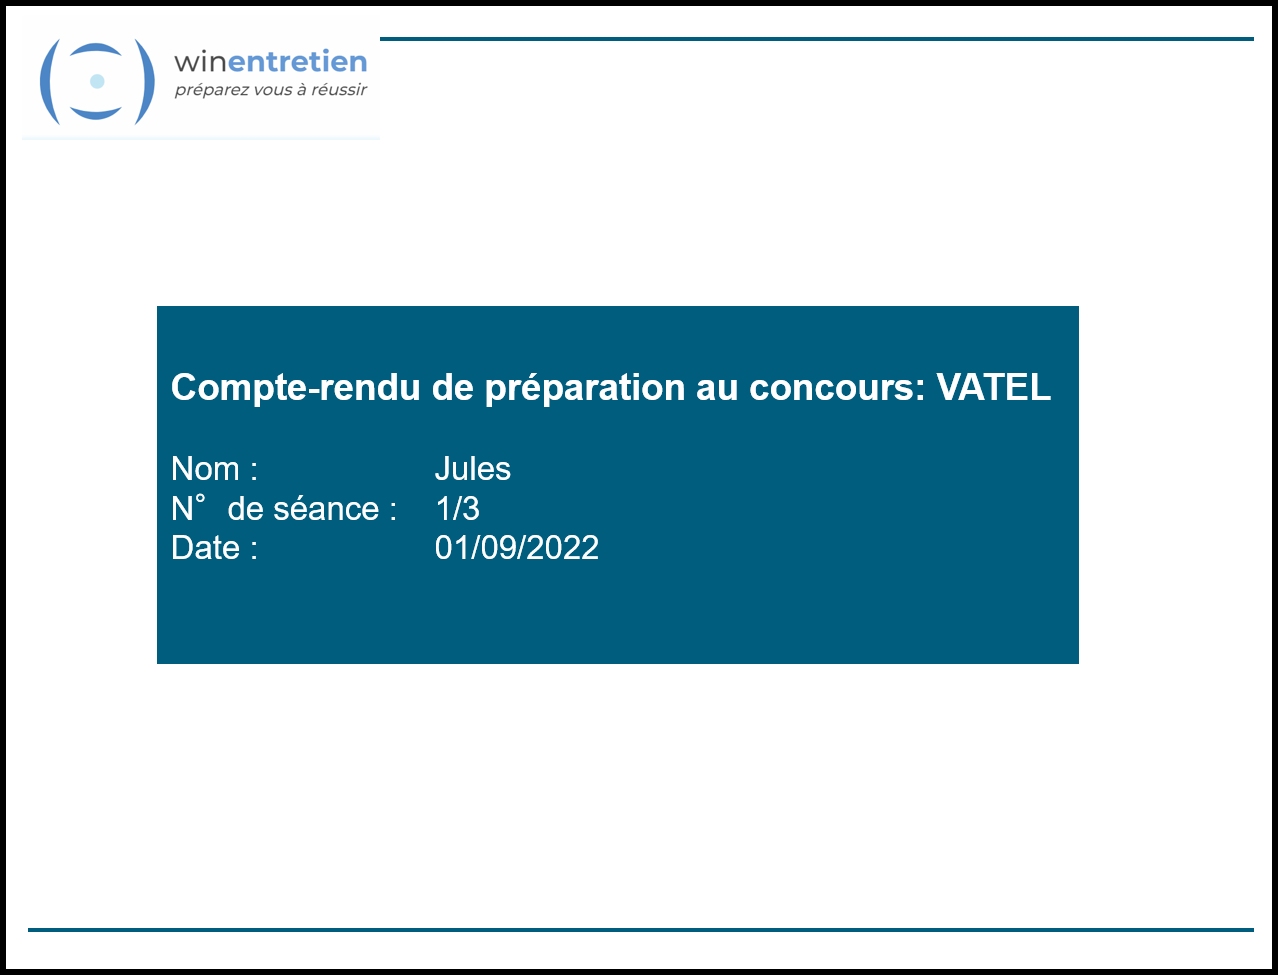 winentretien
préparez vous à réussir
Compte-rendu de préparation au concours: VATEL
Nom : Jules
N° de séance : 1/3
Date : 01/09/2022